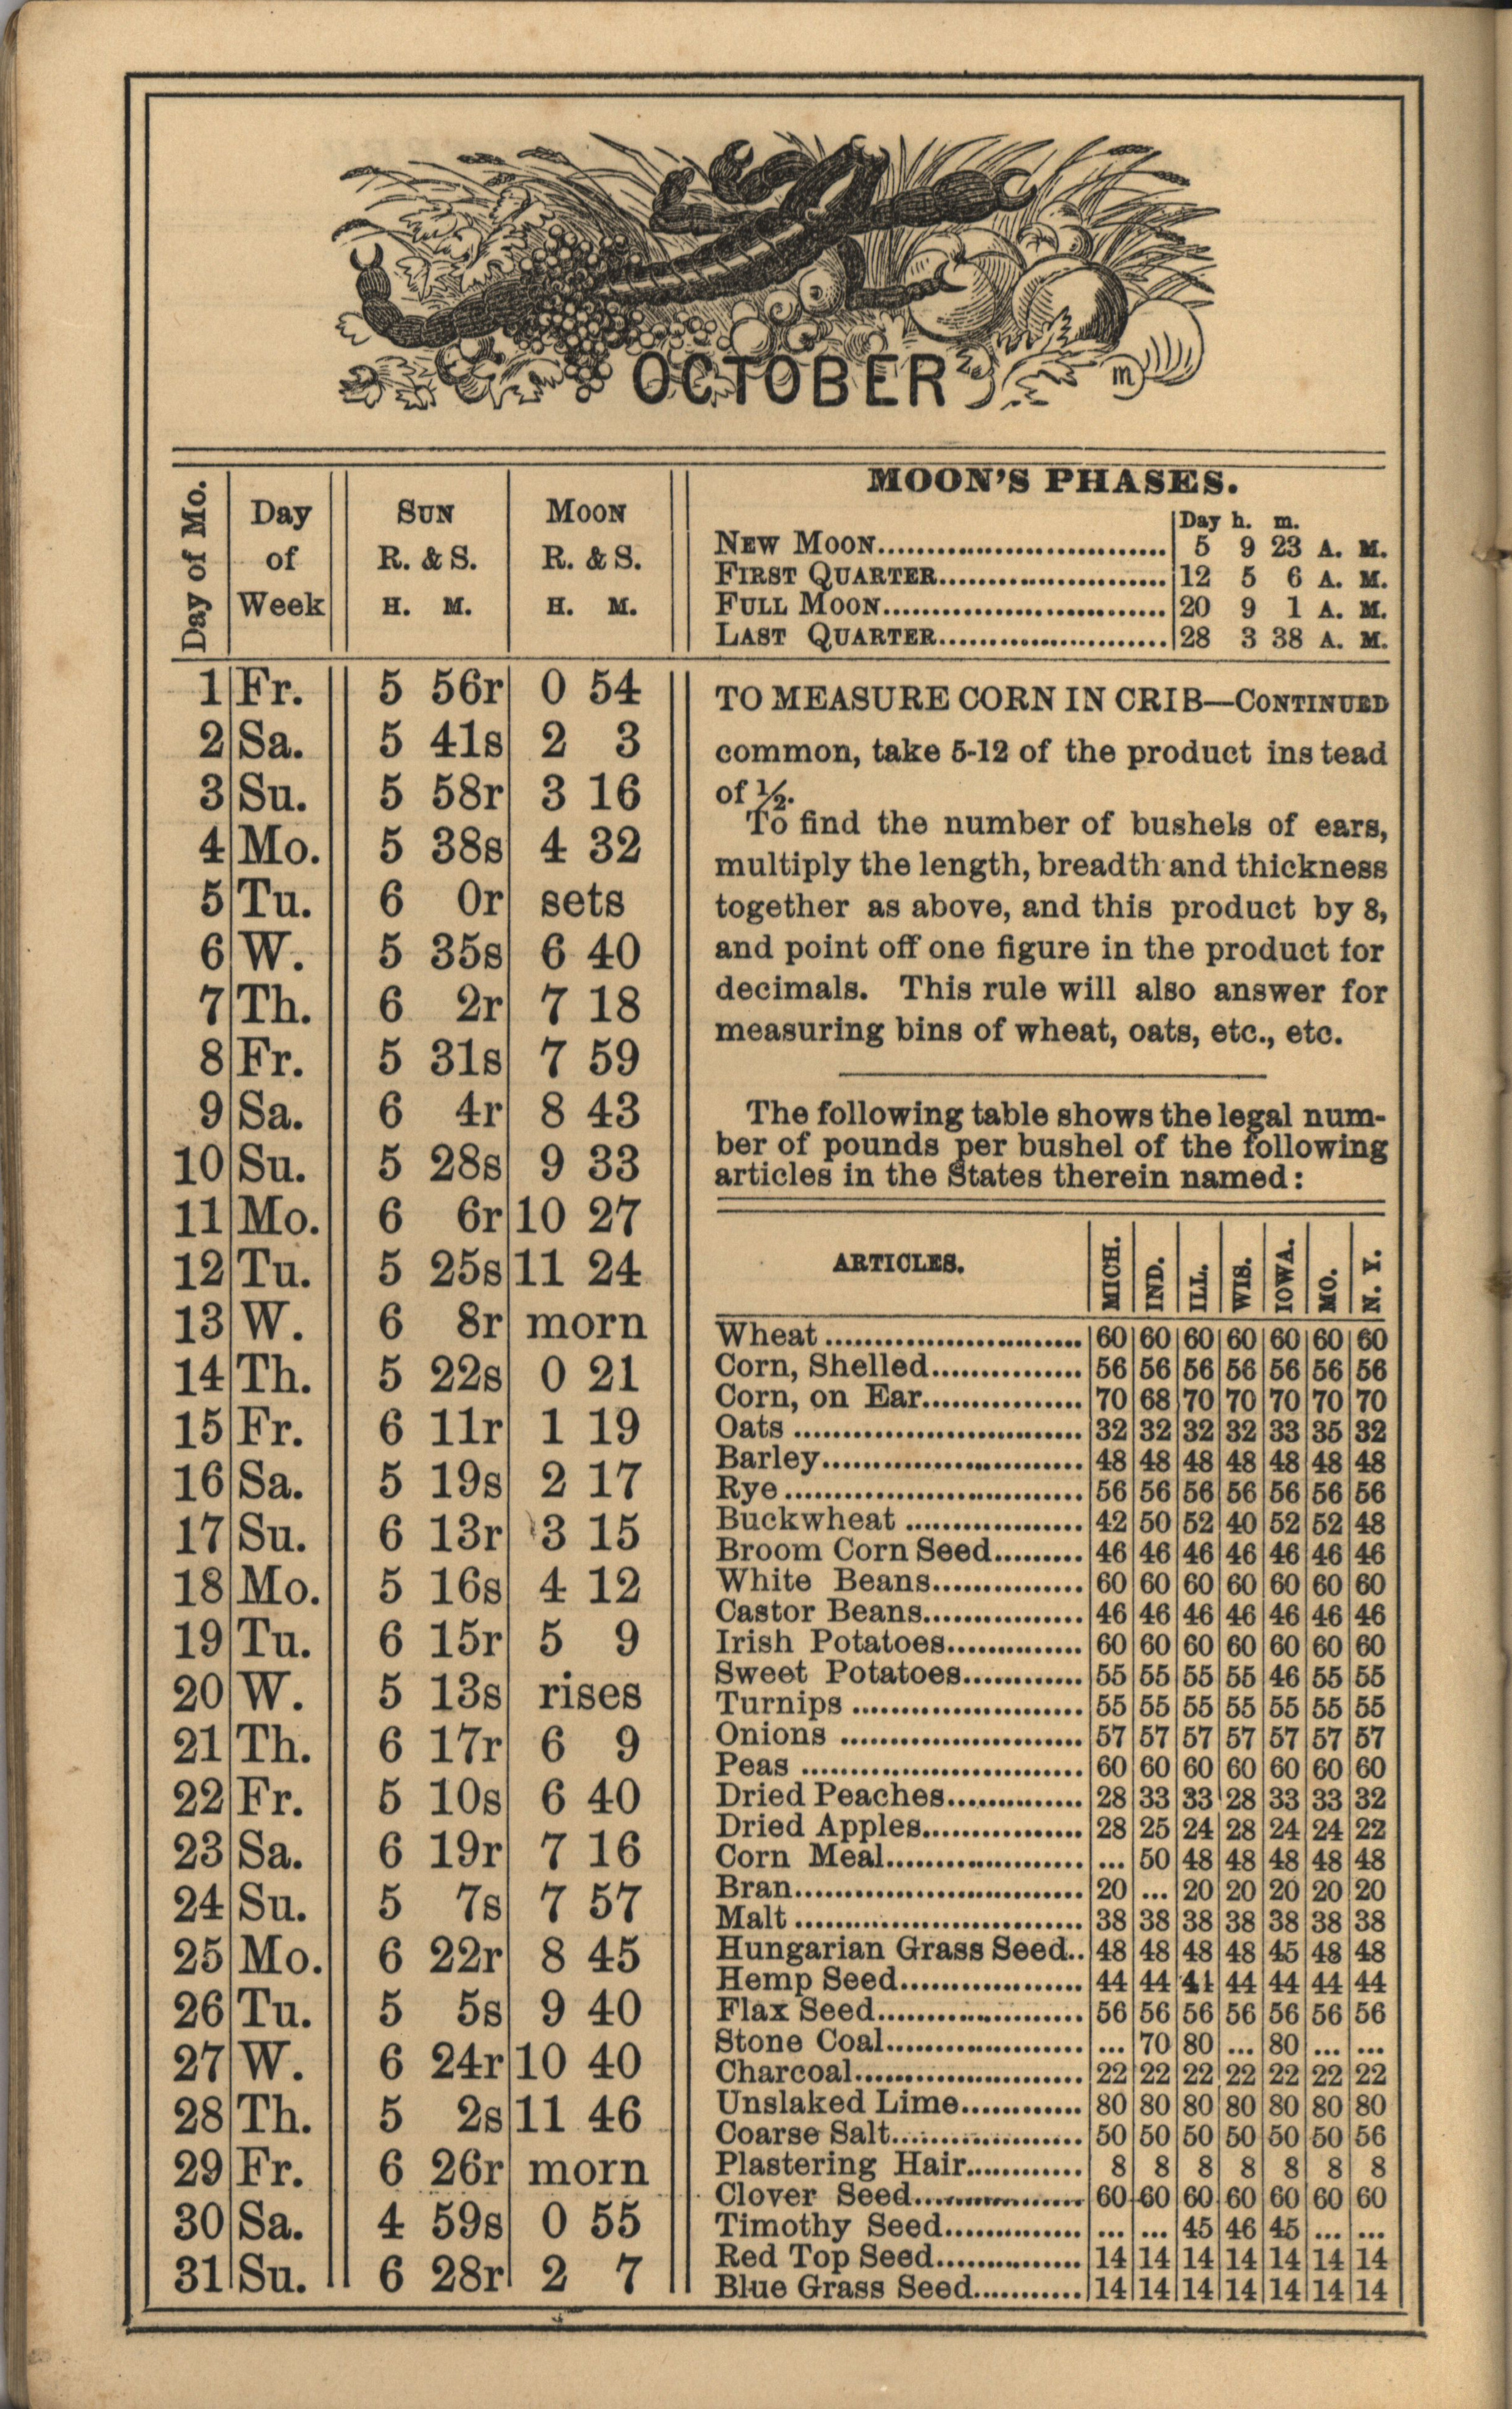 OCTOBER
m
Day of Mo.
Day of Week
SUN R. & S. H. M.
MOON R. & S. H. M.
1 Fr. 5 56r 0 54
2 Sa. 5 41s 2 3
3 Su. 5 58r 3 16
4 Mo. 5 38s 4 32
5 Tu. 6 0r sets
6 W. 5 35s 6 40
7 Th. 6 2r 7 18
8 Fr. 5 31s 7 59
9 Sa. 6 4r 8 43
10 Su. 5 28s 9 33
11 Mo. 6 6r 10 27
12 Tu. 5 25s 11 24
13 W. 6 8r morn
14 Th. 5 22s 0 21
15 Fr. 6 11r 1 19
16 Sa. 5 19s 2 17
17 Su. 6 13r 3 15
18 Mo. 5 16s 4 12
19 Tu. 6 15r 5 9
20 W. 5 13s rises
21 Th. 6 17r 6 9
22 Fr. 5 10s 6 40
23 Sa. 6 19r 7 16
24 Su. 5 7s 7 57
25 Mo. 6 22r 8 45
26 Tu. 5 5s 9 40
27 W. 6 24r 10 40
28 Th. 5 2s 11 46
29 Fr. 6 26r morn
30 Sa. 4 59s 0 55
31 Su. 6 28r 2 7
MOON'S PHASES.
Day h. m.
NEW MOON............................. 5 9 23 A. M.
FIRST QUARTER....................... 12 5 6 A. M.
FULL MOON............................ 20 9 1 A. M.
LAST QUARTER....................... 28 3 38 A. M.
TO MEASURE CORN IN CRIB—CONTINUED
common, take 5-12 of the product ins tead
of ½.
To find the number of bushels of ears,
multiply the length, breadth and thickness
together as above, and this product by 8,
and point off one figure in the product for
decimals. This rule will also answer for
measuring bins of wheat, oats, etc., etc.
The following table shows the legal num-
ber of pounds per bushel of the following
articles in the States therein named:
ARTICLES. MICH. IND. ILL. WIS. IOWA. MO. N. Y.
Wheat .......................... 60 60 60 60 60 60 60
Corn, Shelled............... 56 56 56 56 56 56 56
Corn, on Ear................ 70 68 70 70 70 70 70
Oats ............................. 32 32 32 32 33 35 32
Barley.......................... 48 48 48 48 48 48 48
Rye .............................. 56 56 56 56 56 56 56
Buckwheat .................. 42 50 52 40 52 52 48
Broom Corn Seed......... 46 46 46 46 46 46 46
White Beans............... 60 60 60 60 60 60 60
Castor Beans................ 46 46 46 46 46 46 46
Irish Potatoes.............. 60 60 60 60 60 60 60
Sweet Potatoes............ 55 55 55 55 46 55 55
Turnips ....................... 55 55 55 55 55 55 55
Onions ........................ 57 57 57 57 57 57 57
Peas ............................ 60 60 60 60 60 60 60
Dried Peaches.............. 28 33 33 28 33 33 32
Dried Apples................ 28 25 24 28 24 24 22
Corn Meal.................... ... 50 48 48 48 48 48
Bran............................. 20 ... 20 20 20 20 20
Malt ............................. 38 38 38 38 38 38 38
Hungarian Grass Seed.. 48 48 48 48 45 48 48
Hemp Seed................... 44 44 44 44 44 44 44
Flax Seed..................... 56 56 56 56 56 56 56
Stone Coal.................... ... 70 80 ... 80 ... ...
Charcoal....................... 22 22 22 22 22 22 22
Unslaked Lime............ 80 80 80 80 80 80 80
Coarse Salt................... 50 50 50 50 50 50 56
Plastering Hair............ 8 8 8 8 8 8 8
Clover Seed................. 60 60 60 60 60 60 60
Timothy Seed.............. ... ... 45 46 45 ... ...
Red Top Seed............... 14 14 14 14 14 14 14
Blue Grass Seed........... 14 14 14 14 14 14 14